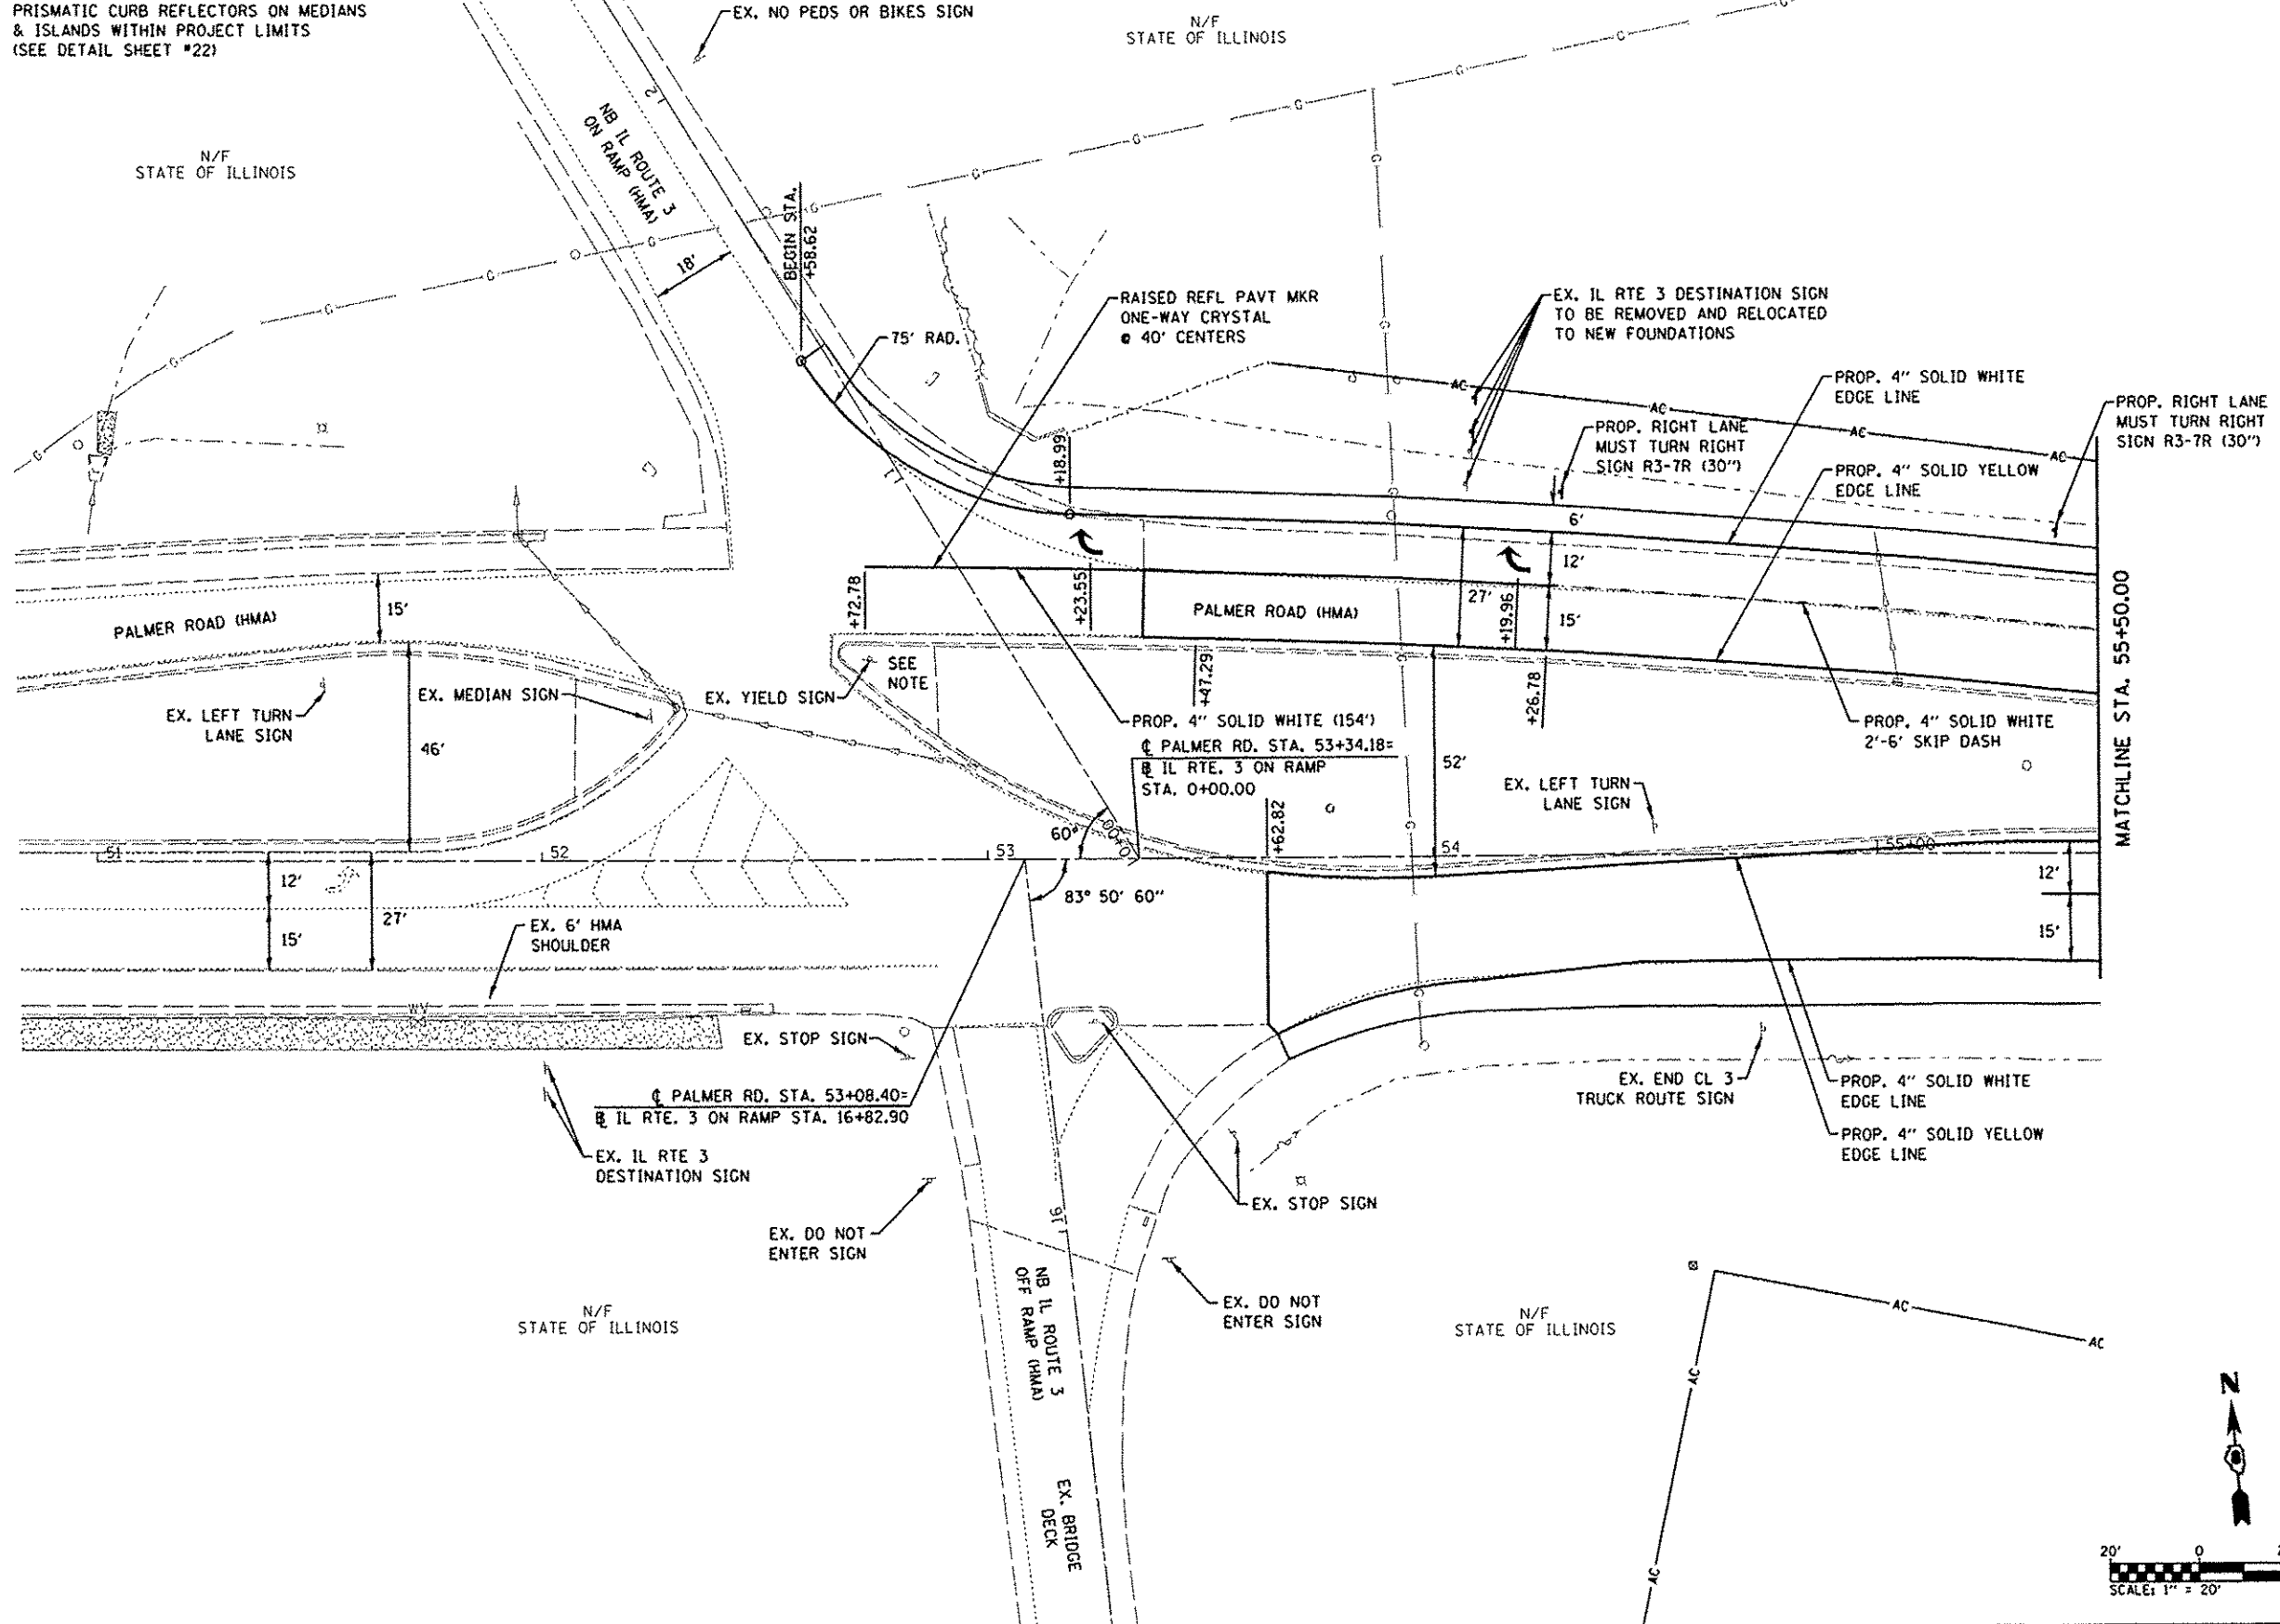 PRISMATIC CURB REFLECTORS ON MEDIANS
& ISLANDS WITHIN PROJECT LIMITS
(SEE DETAIL SHEET #22)
EX. NO PEDS OR BIKES SIGN
N/F
STATE OF ILLINOIS
N/F
STATE OF ILLINOIS
2
NB IL ROUTE 3
ON RAMP (HMA)
18'
BEGIN STA.
+58.62
75' RAD.
RAISED REFL PAVT MKR
ONE-WAY CRYSTAL
@ 40' CENTERS
EX. IL RTE 3 DESTINATION SIGN
TO BE REMOVED AND RELOCATED
TO NEW FOUNDATIONS
PROP. 4" SOLID WHITE
EDGE LINE
PROP. RIGHT LANE
MUST TURN RIGHT
SIGN R3-7R (30")
PROP. RIGHT LANE
MUST TURN RIGHT
SIGN R3-7R (30")
PROP. 4" SOLID YELLOW
EDGE LINE
AC
AC
AC
AC
+18.99
1
6'
12'
27'
15'
+19.96
+72.78
+23.55
PALMER ROAD (HMA)
PALMER ROAD (HMA)
15'
SEE
NOTE
EX. YIELD SIGN
EX. MEDIAN SIGN
EX. LEFT TURN
LANE SIGN
46'
+47.29
+26.78
PROP. 4" SOLID WHITE (154')
℄ PALMER RD. STA. 53+34.18=
B IL RTE. 3 ON RAMP
STA. 0+00.00
PROP. 4" SOLID WHITE
2'-6' SKIP DASH
MATCHLINE STA. 55+50.00
52'
EX. LEFT TURN
LANE SIGN
+62.82
60°
0+00
51
52
53
54
55+00
83° 50' 60"
12'
27'
15'
12'
15'
EX. 6' HMA
SHOULDER
EX. STOP SIGN
℄ PALMER RD. STA. 53+08.40=
B IL RTE. 3 ON RAMP STA. 16+82.90
EX. IL RTE 3
DESTINATION SIGN
EX. DO NOT
ENTER SIGN
16
EX. STOP SIGN
EX. DO NOT
ENTER SIGN
EX. END CL 3
TRUCK ROUTE SIGN
PROP. 4" SOLID WHITE
EDGE LINE
PROP. 4" SOLID YELLOW
EDGE LINE
NB IL ROUTE 3
OFF RAMP (HMA)
EX. BRIDGE
DECK
N/F
STATE OF ILLINOIS
N/F
STATE OF ILLINOIS
AC
AC
AC
AC
N
20'
0
SCALE: 1" = 20'